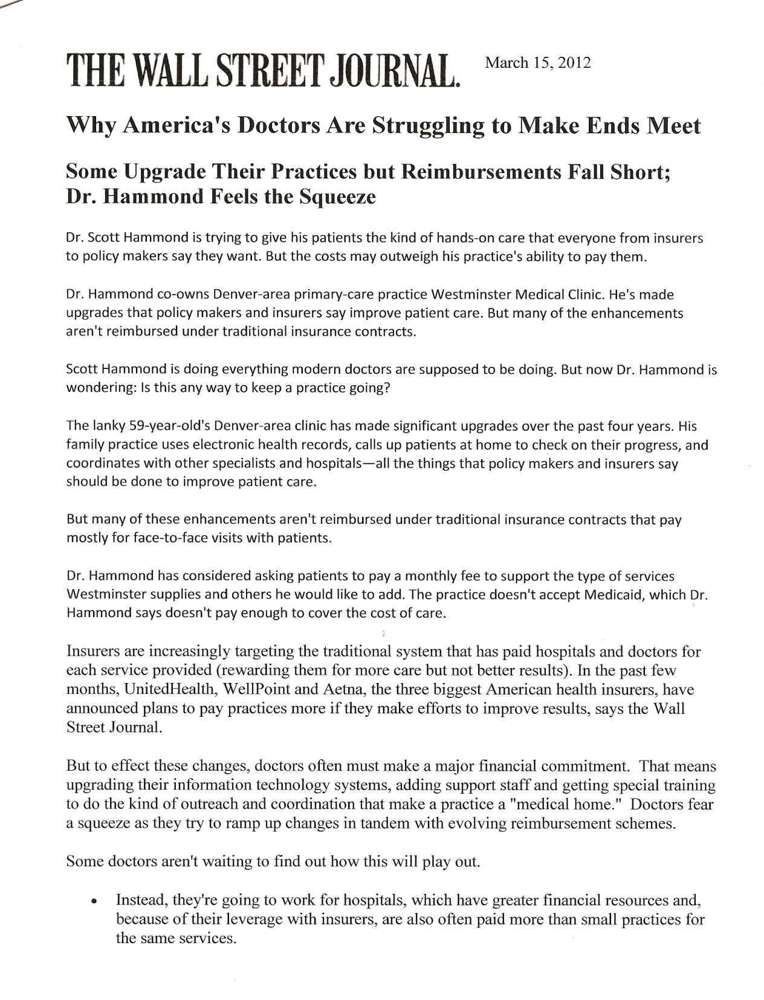 THE WALL STREET JOURNAL. March 15, 2012
Why America's Doctors Are Struggling to Make Ends Meet
Some Upgrade Their Practices but Reimbursements Fall Short;
Dr. Hammond Feels the Squeeze
Dr. Scott Hammond is trying to give his patients the kind of hands-on care that everyone from insurers
to policy makers say they want. But the costs may outweigh his practice's ability to pay them.
Dr. Hammond co-owns Denver-area primary-care practice Westminster Medical Clinic. He's made
upgrades that policy makers and insurers say improve patient care. But many of the enhancements
aren't reimbursed under traditional insurance contracts.
Scott Hammond is doing everything modern doctors are supposed to be doing. But now Dr. Hammond is
wondering: Is this any way to keep a practice going?
The lanky 59-year-old's Denver-area clinic has made significant upgrades over the past four years. His
family practice uses electronic health records, calls up patients at home to check on their progress, and
coordinates with other specialists and hospitals—all the things that policy makers and insurers say
should be done to improve patient care.
But many of these enhancements aren't reimbursed under traditional insurance contracts that pay
mostly for face-to-face visits with patients.
Dr. Hammond has considered asking patients to pay a monthly fee to support the type of services
Westminster supplies and others he would like to add. The practice doesn't accept Medicaid, which Dr.
Hammond says doesn't pay enough to cover the cost of care.
Insurers are increasingly targeting the traditional system that has paid hospitals and doctors for
each service provided (rewarding them for more care but not better results). In the past few
months, UnitedHealth, WellPoint and Aetna, the three biggest American health insurers, have
announced plans to pay practices more if they make efforts to improve results, says the Wall
Street Journal.
But to effect these changes, doctors often must make a major financial commitment.  That means
upgrading their information technology systems, adding support staff and getting special training
to do the kind of outreach and coordination that make a practice a "medical home."  Doctors fear
a squeeze as they try to ramp up changes in tandem with evolving reimbursement schemes.
Some doctors aren't waiting to find out how this will play out.
• Instead, they're going to work for hospitals, which have greater financial resources and,
because of their leverage with insurers, are also often paid more than small practices for
the same services.